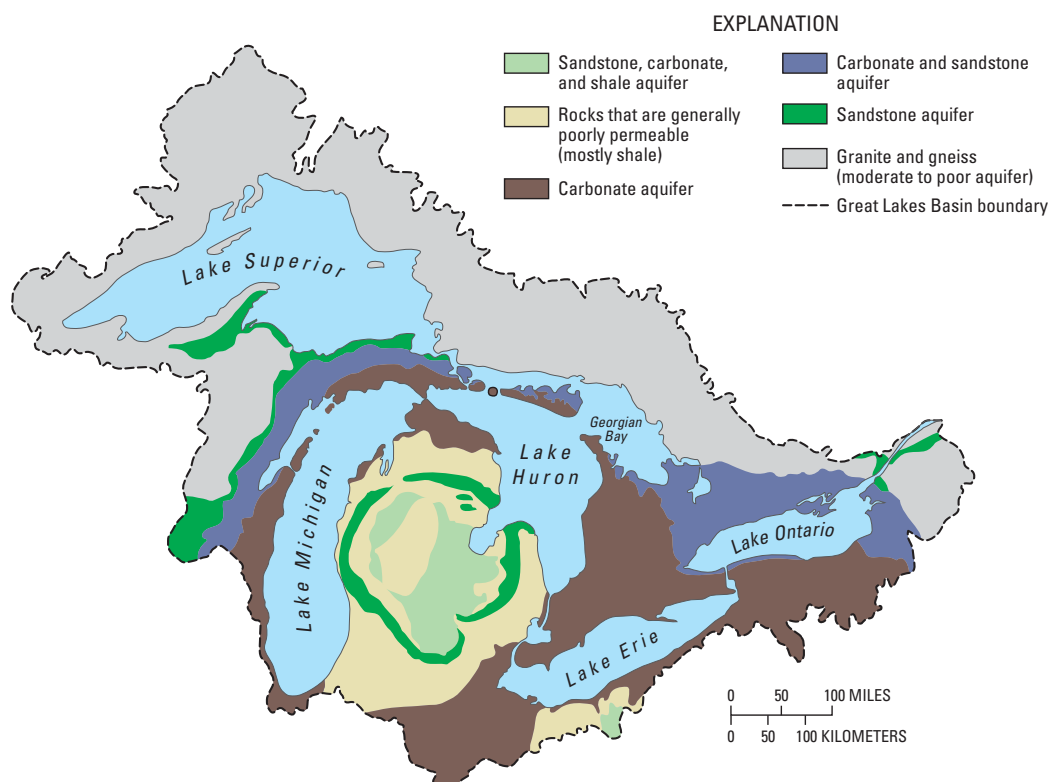 EXPLANATION
Sandstone, carbonate,
and shale aquifer
Rocks that are generally
poorly permeable
(mostly shale)
Carbonate aquifer
Carbonate and sandstone
aquifer
Sandstone aquifer
Granite and gneiss
(moderate to poor aquifer)
Great Lakes Basin boundary
Lake Superior
Georgian
Bay
Lake
Huron
Lake Michigan
Lake Ontario
Lake Erie
0 50 100 MILES
0 50 100 KILOMETERS